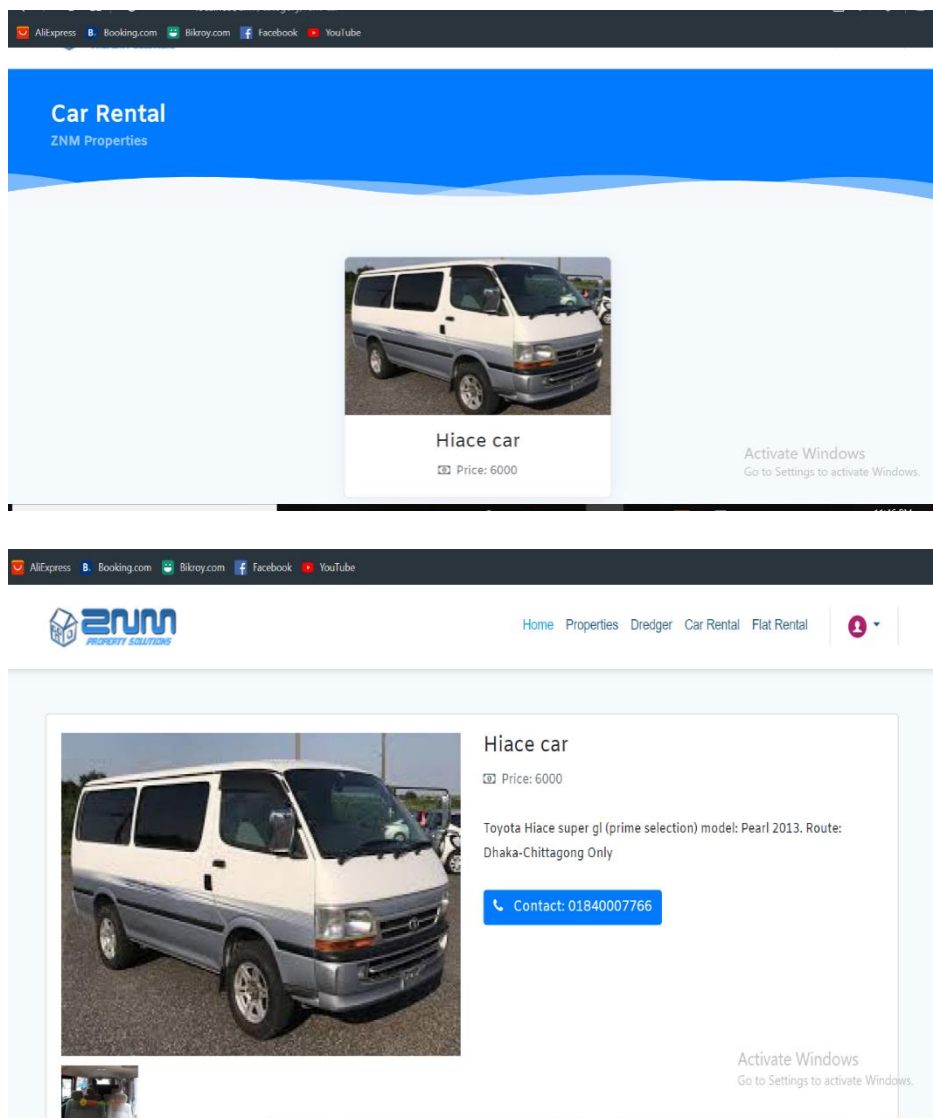 AliExpress B. Booking.com Bikroy.com Facebook YouTube
Car Rental
ZNM Properties
Hiace car
Price: 6000
Activate Windows
Go to Settings to activate Windows.
AliExpress B. Booking.com Bikroy.com Facebook YouTube
ZNM
PROPERTY SOLUTIONS
Home Properties Dredger Car Rental Flat Rental
Hiace car
Price: 6000
Toyota Hiace super gl (prime selection) model: Pearl 2013. Route:
Dhaka-Chittagong Only
Contact: 01840007766
Activate Windows
Go to Settings to activate Windows.